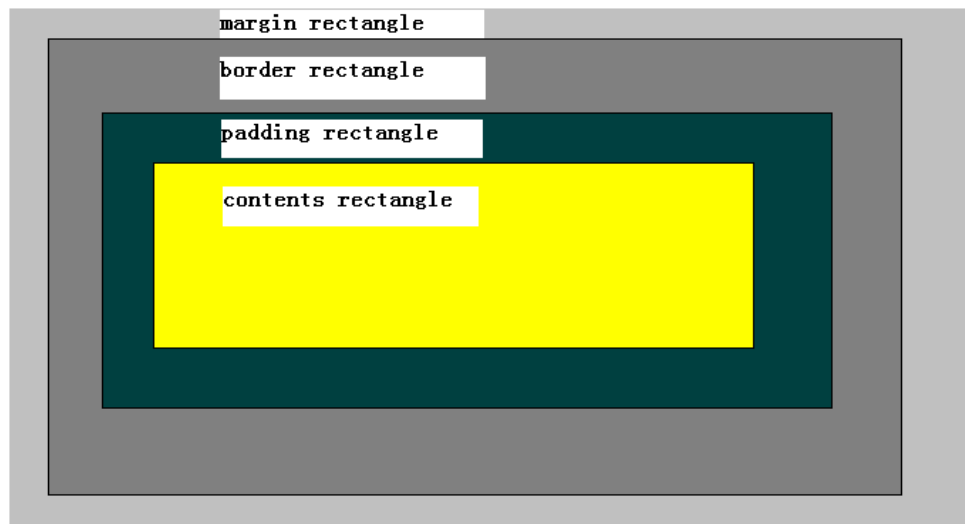 margin rectangle
border rectangle
padding rectangle
contents rectangle